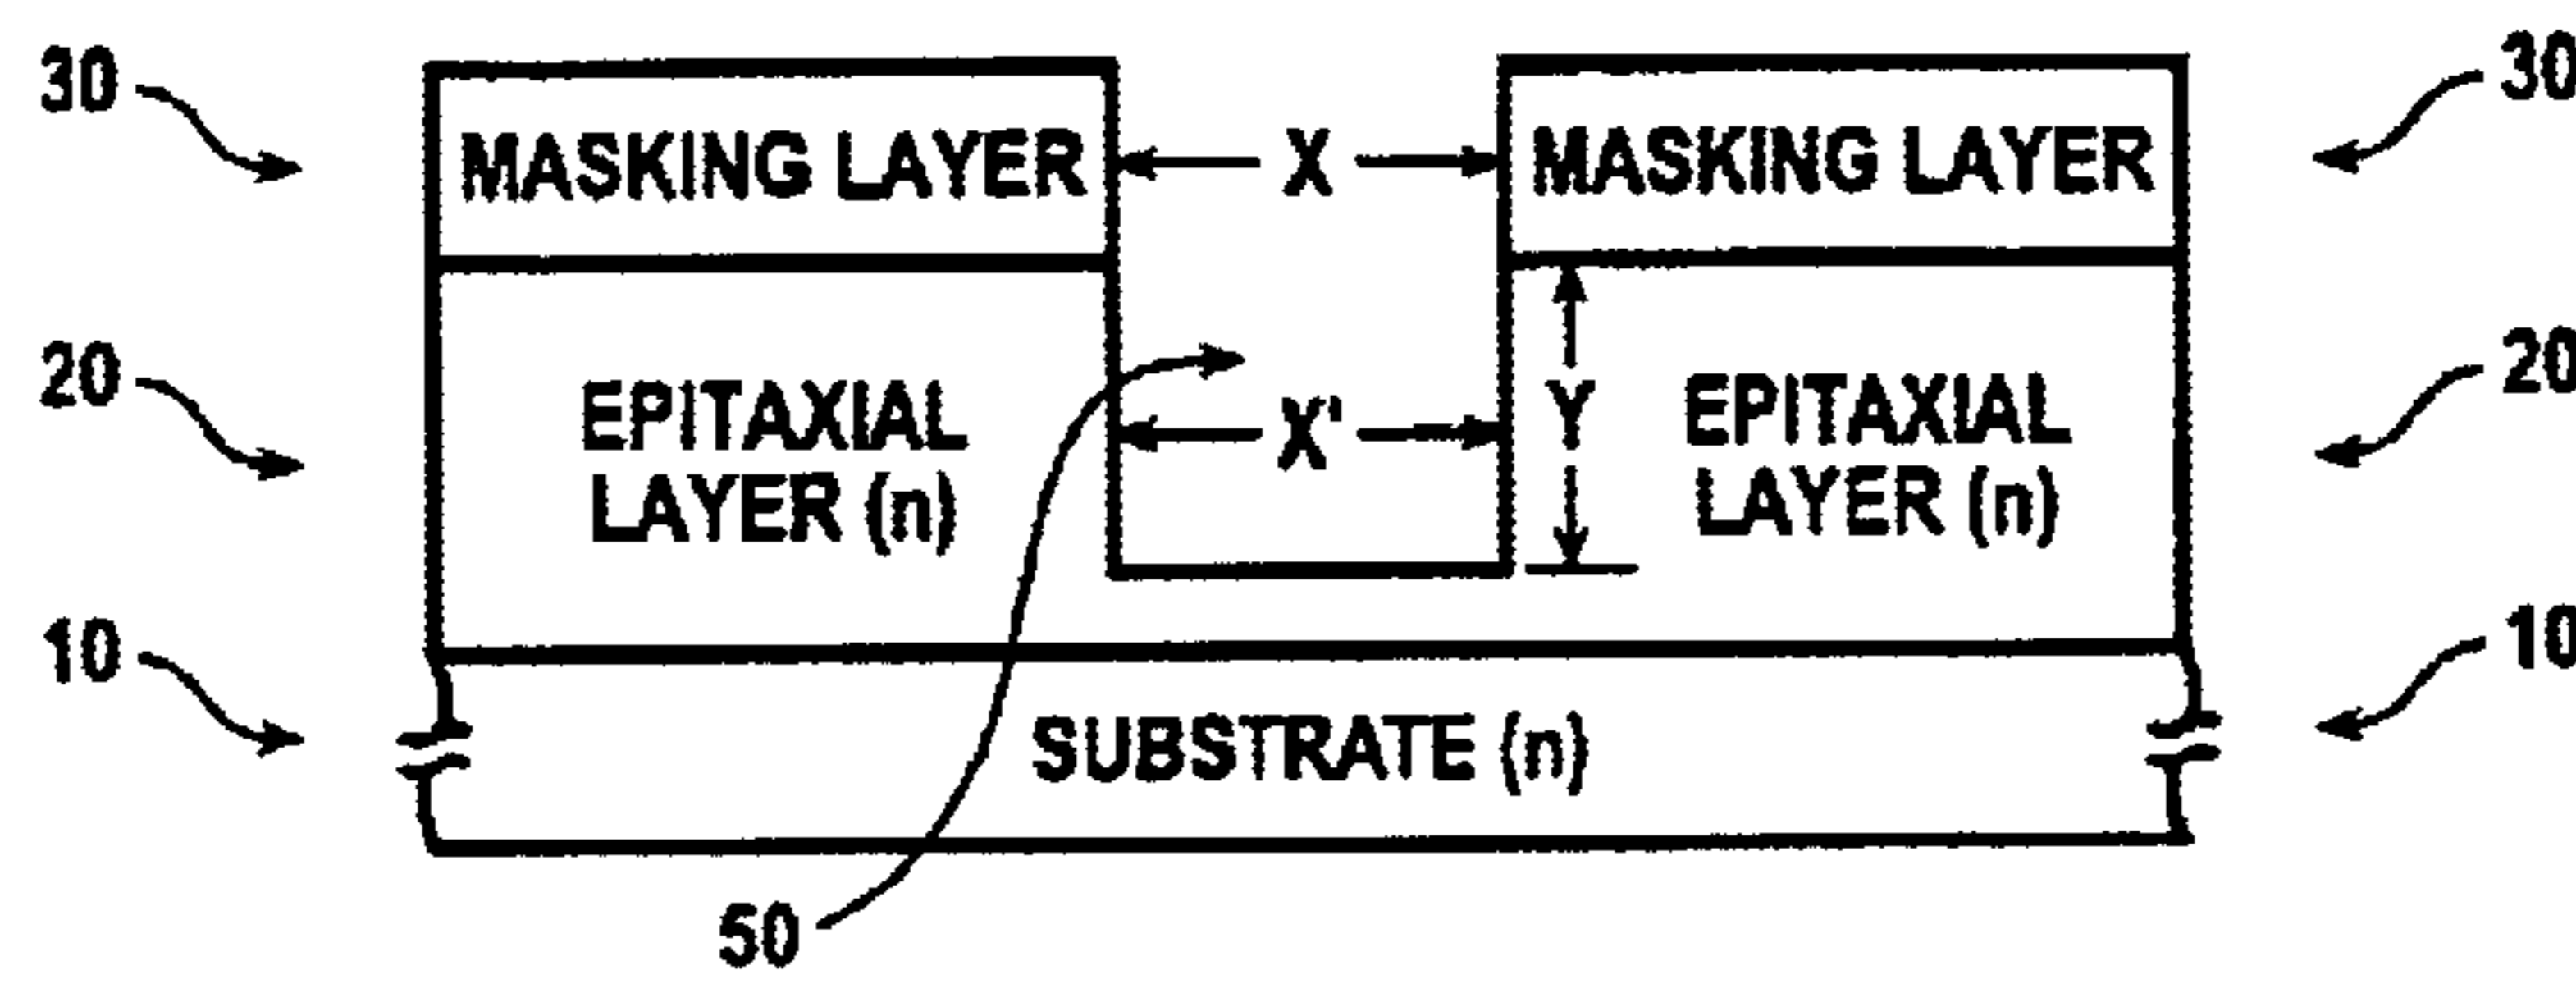 30
MASKING LAYER
X
MASKING LAYER
30
20
EPITAXIAL
LAYER (n)
X'
Y
EPITAXIAL
LAYER (n)
20
10
SUBSTRATE (n)
10
50